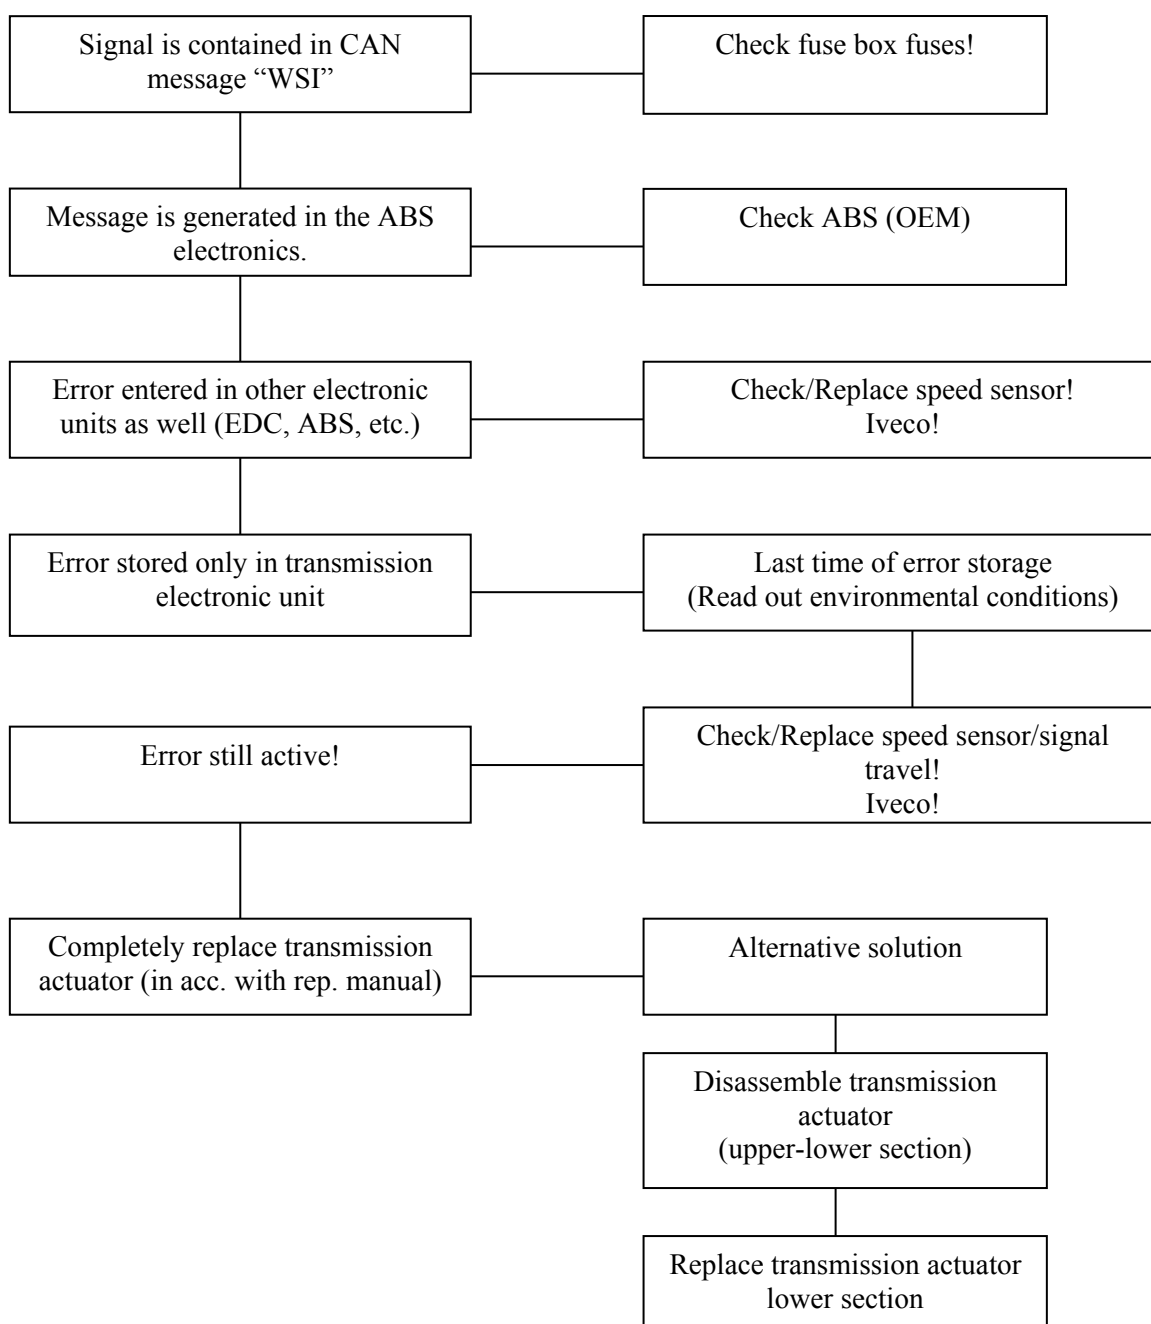 Signal is contained in CAN
message “WSI”
Check fuse box fuses!
Message is generated in the ABS
electronics.
Check ABS (OEM)
Error entered in other electronic
units as well (EDC, ABS, etc.)
Check/Replace speed sensor!
Iveco!
Error stored only in transmission
electronic unit
Last time of error storage
(Read out environmental conditions)
Error still active!
Check/Replace speed sensor/signal
travel!
Iveco!
Completely replace transmission
actuator (in acc. with rep. manual)
Alternative solution
Disassemble transmission
actuator
(upper-lower section)
Replace transmission actuator
lower section